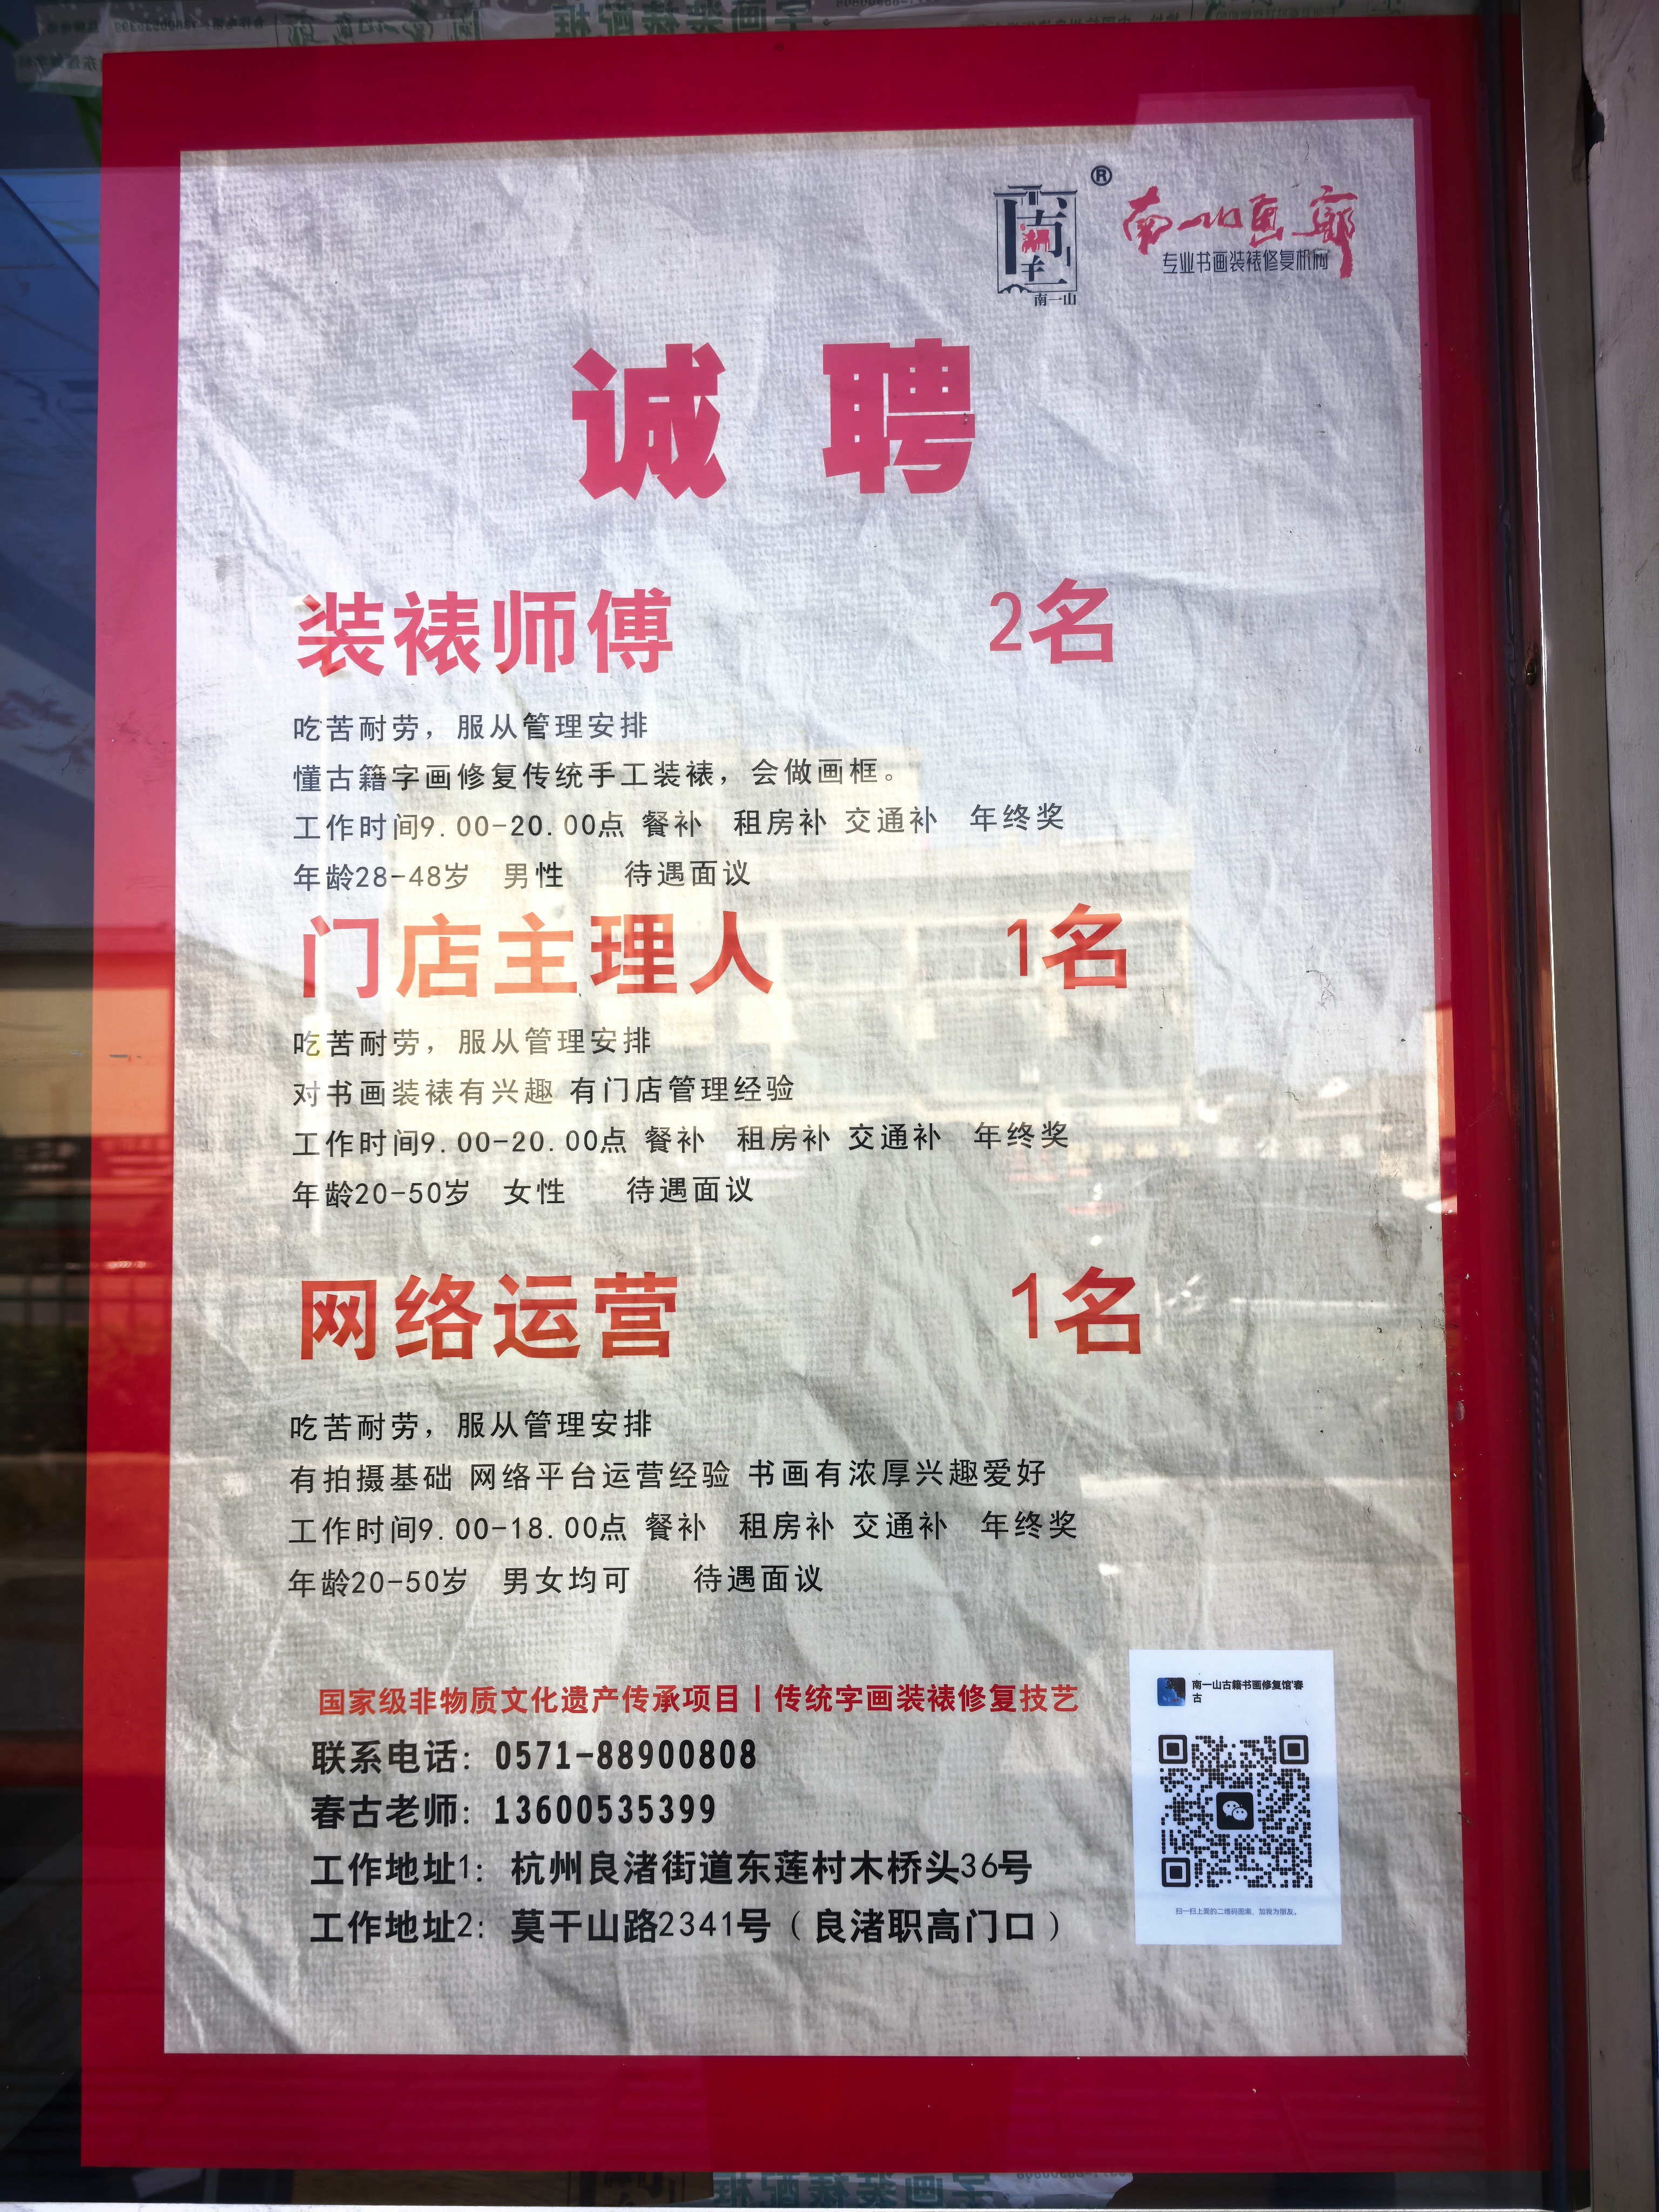 ®
南一山画廊
专业书画装裱修复机构
南一山
诚 聘
装裱师傅 2名
吃苦耐劳，服从管理安排
懂古籍字画修复传统手工装裱，会做画框。
工作时间9.00-20.00点 餐补 租房补 交通补 年终奖
年龄28-48岁 男性 待遇面议
门店主理人 1名
吃苦耐劳，服从管理安排
对书画装裱有兴趣 有门店管理经验
工作时间9.00-20.00点 餐补 租房补 交通补 年终奖
年龄20-50岁 女性 待遇面议
网络运营 1名
吃苦耐劳，服从管理安排
有拍摄基础 网络平台运营经验 书画有浓厚兴趣爱好
工作时间9.00-18.00点 餐补 租房补 交通补 年终奖
年龄20-50岁 男女均可 待遇面议
国家级非物质文化遗产传承项目丨传统字画装裱修复技艺
联系电话：0571-88900808
春古老师：13600535399
工作地址1：杭州良渚街道东莲村木桥头36号
工作地址2：莫干山路2341号（良渚职高门口）
南一山古籍书画修复馆'春
古
扫一扫上面的二维码图案，加我为朋友。